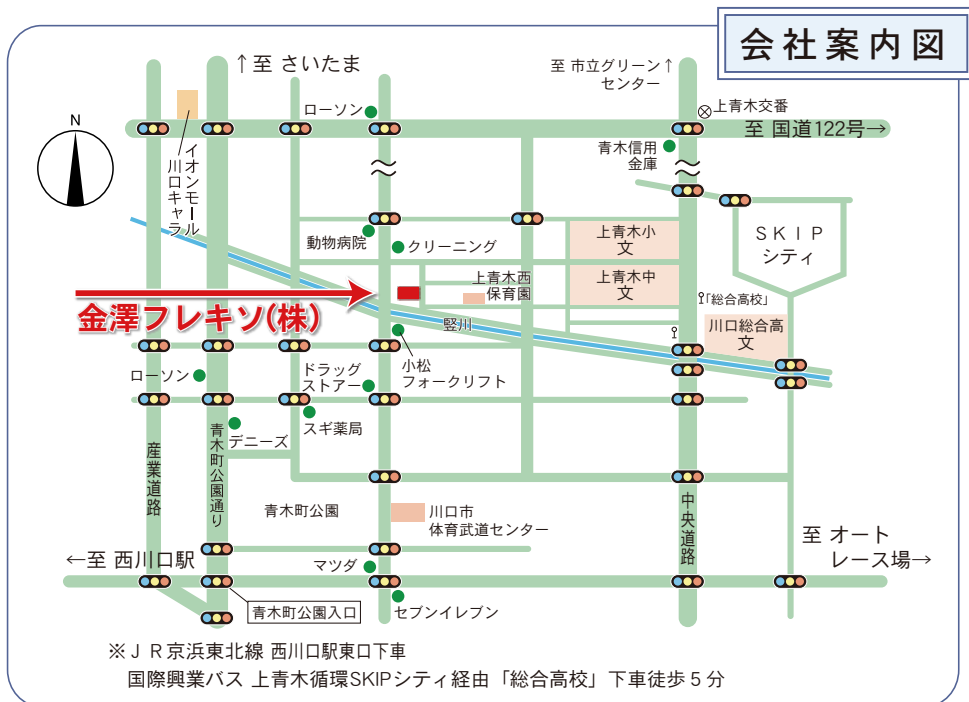 会社案内図
↑至 さいたま
至 市立グリーン↑
センター
N
ローソン
上青木交番
至 国道122号→
青木信用
金庫
イオンモール
川口キャラ
動物病院
クリーニング
上青木小
文
SKIP
シティ
上青木西
保育園
上青木中
文
「総合高校」
金澤フレキソ(株)
竪川
川口総合高
文
小松
フォークリフト
ローソン
ドラッグ
ストアー
スギ薬局
デニーズ
産業道路
青木町公園通り
青木町公園
川口市
体育武道センター
中央道路
至 オート
レース場→
←至 西川口駅
マツダ
青木町公園入口
セブンイレブン
※ＪＲ京浜東北線 西川口駅東口下車
国際興業バス 上青木循環SKIPシティ経由「総合高校」下車徒歩５分